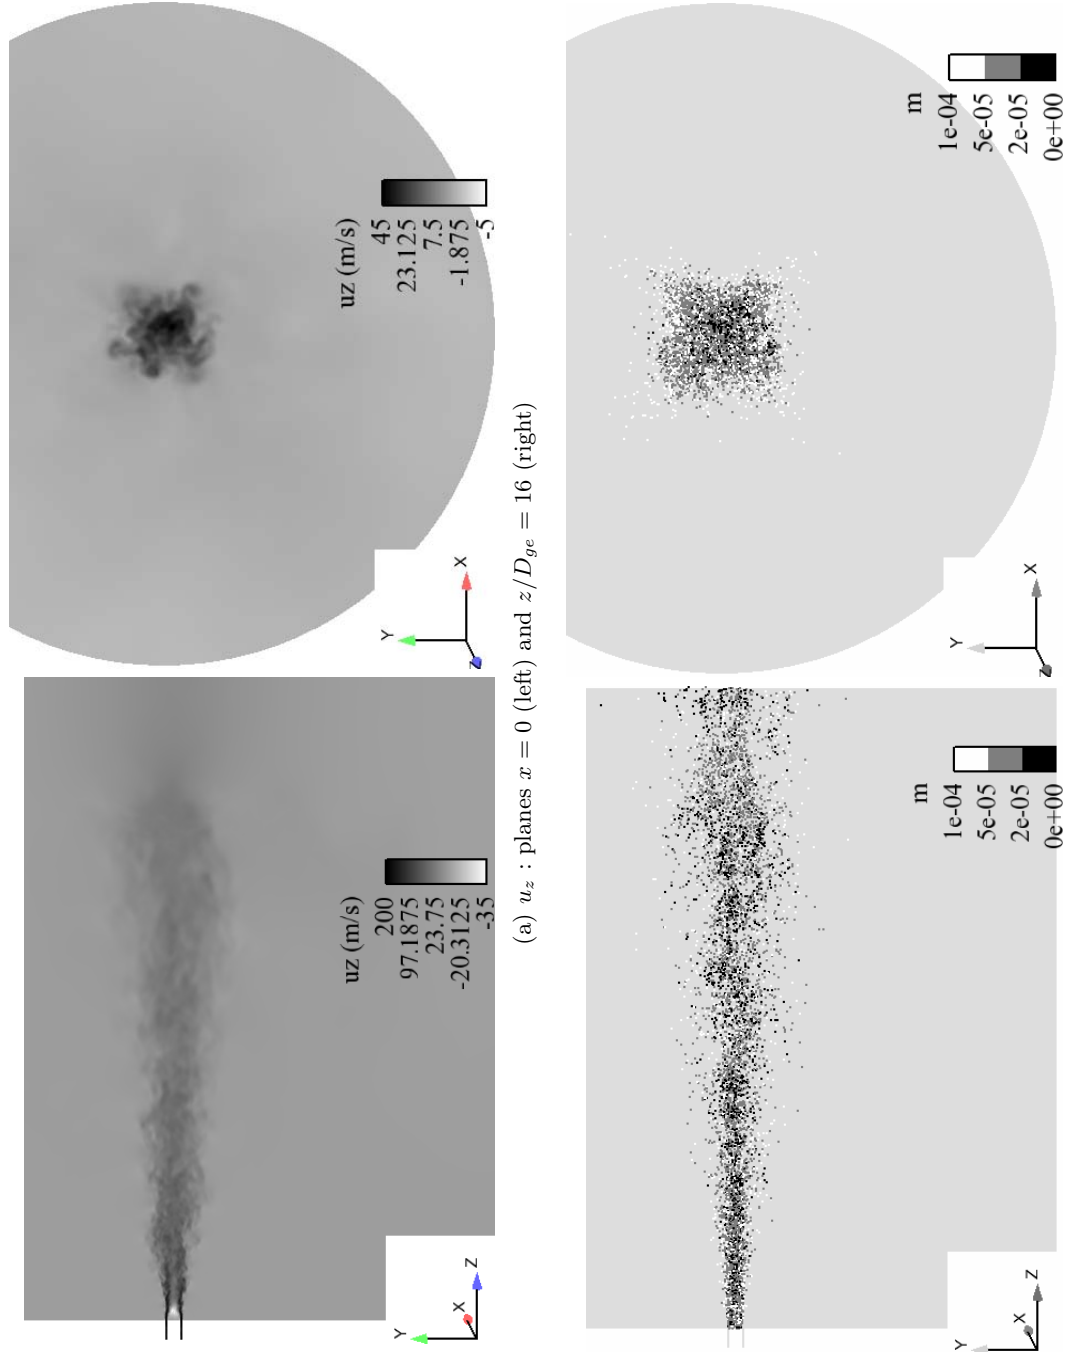 uz (m/s)
200
97.1875
23.75
-20.3125
-35
Y
X
Z
uz (m/s)
45
23.125
7.5
-1.875
-5
Y
X
Z
(a) u_z : planes x = 0 (left) and z/D_{ge} = 16 (right)
m
1e-04
5e-05
2e-05
0e+00
Y
X
Z
m
1e-04
5e-05
2e-05
0e+00
Y
X
Z